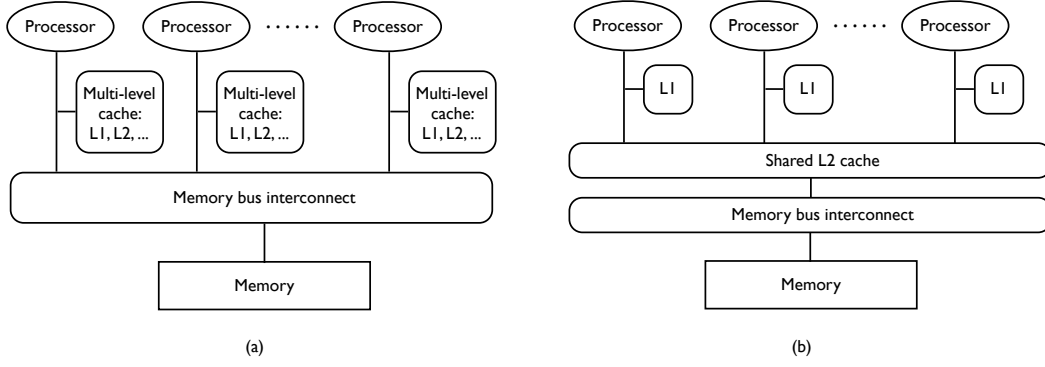 Processor
Processor
· · · · · ·
Processor
Multi-level
cache:
L1, L2, ...
Multi-level
cache:
L1, L2, ...
Multi-level
cache:
L1, L2, ...
Memory bus interconnect
Memory
(a)
Processor
Processor
· · · · · ·
Processor
L1
L1
L1
Shared L2 cache
Memory bus interconnect
Memory
(b)